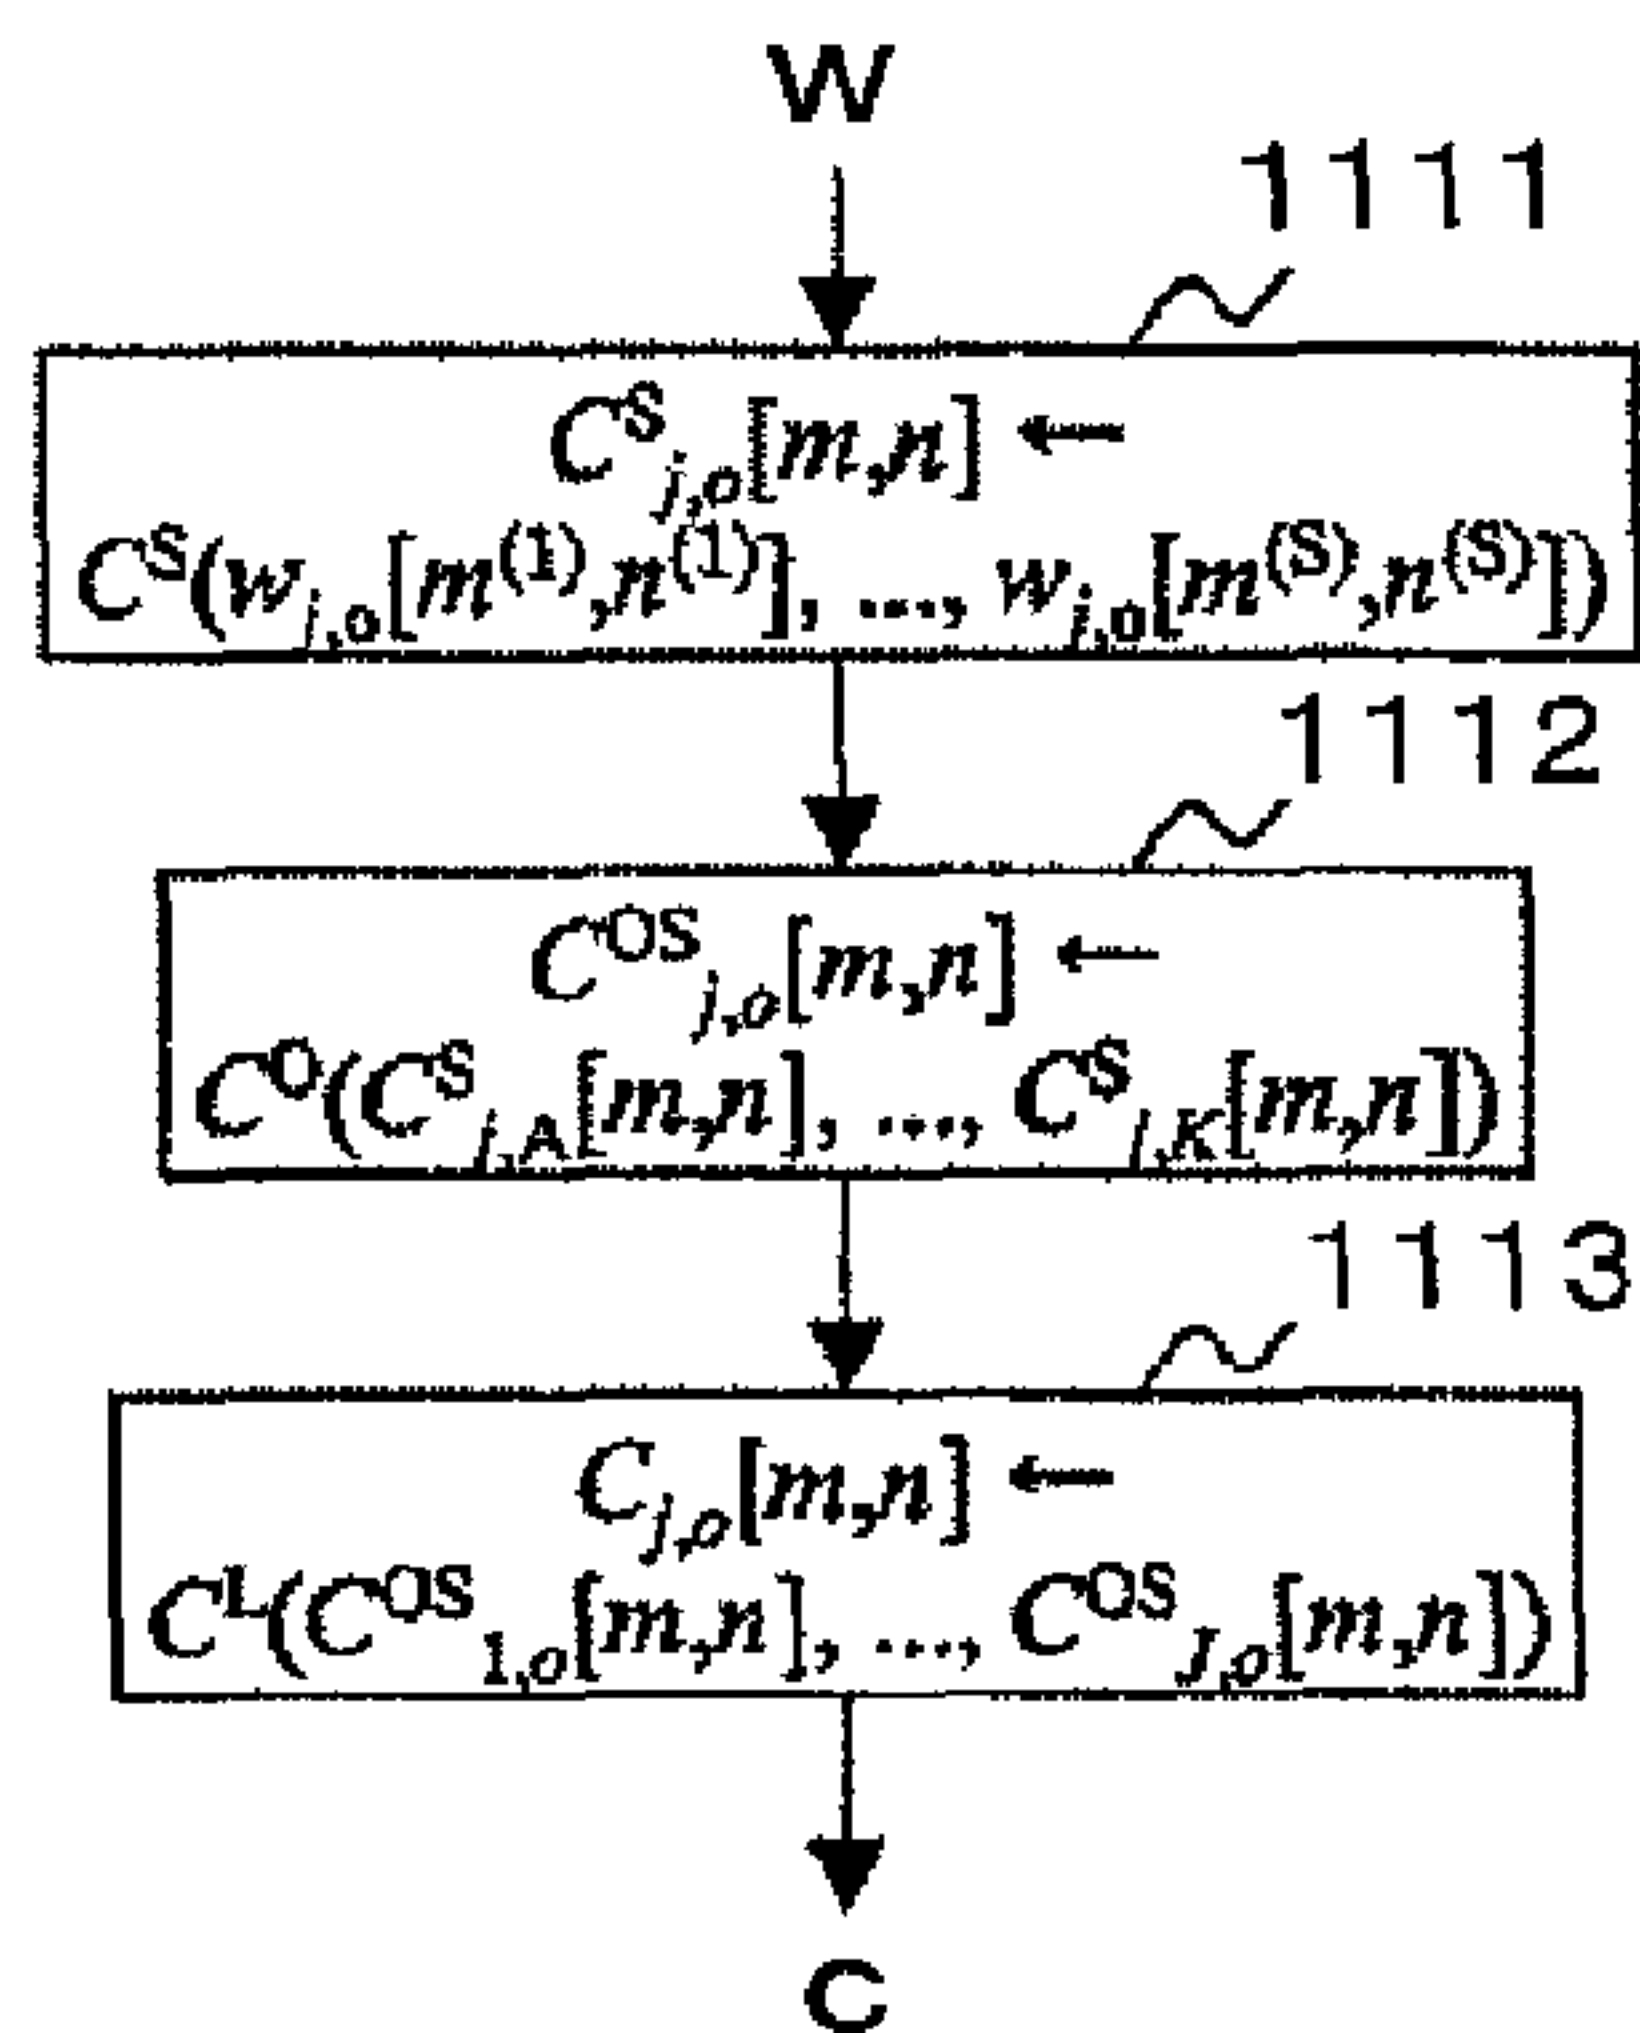 W
1111
C^S_{j,o}[m,n] ←
C^S(w_{j,o}[m^{(1)},n^{(1)}], ..., w_{j,o}[m^{(S)},n^{(S)}])
1112
C^{OS}_{j,o}[m,n] ←
C^O(C^S_{j,A}[m,n], ..., C^S_{j,K}[m,n])
1113
C_{j,o}[m,n] ←
C^L(C^{OS}_{1,o}[m,n], ..., C^{OS}_{J,o}[m,n])
C